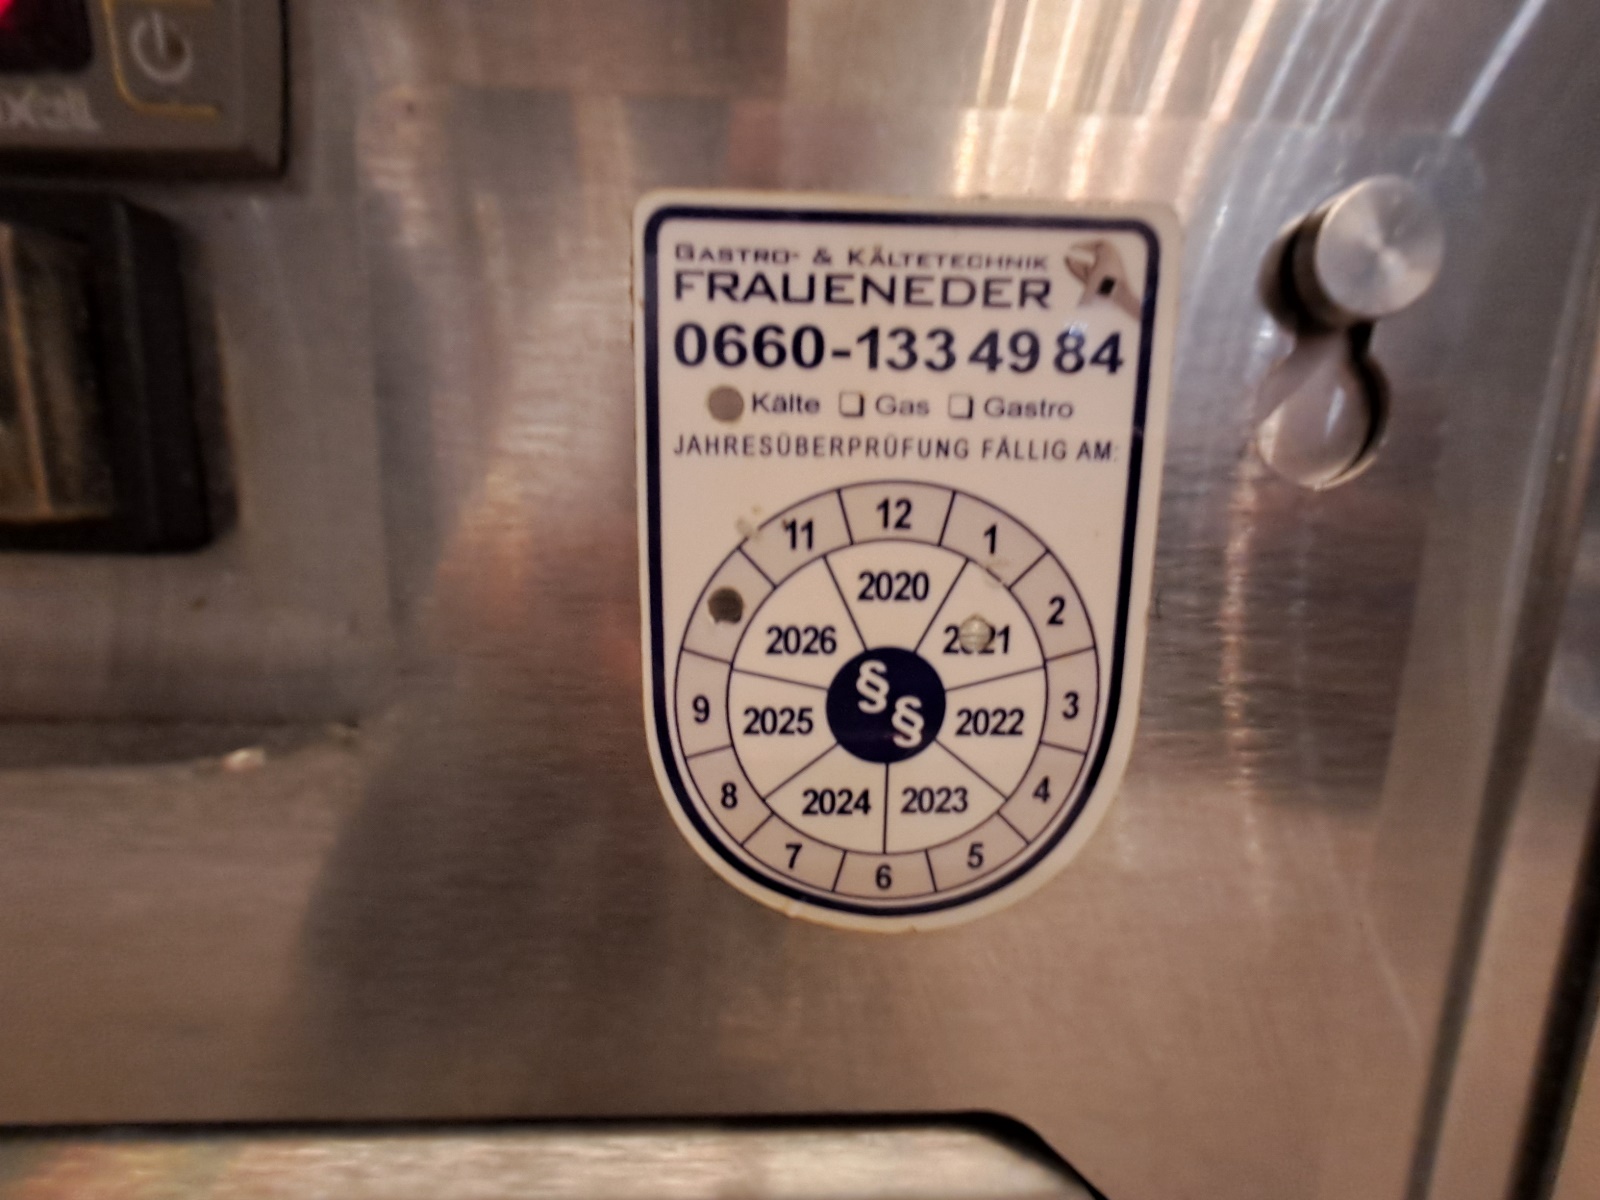 GASTRO- & KÄLTETECHNIK
FRAUENEDER
0660-133 49 84
Kälte Gas Gastro
JAHRESÜBERPRÜFUNG FÄLLIG AM:
11 12 1
2
3
4
5
6
7
8
9
2020
2021
2022
2023
2024
2025
2026
§§